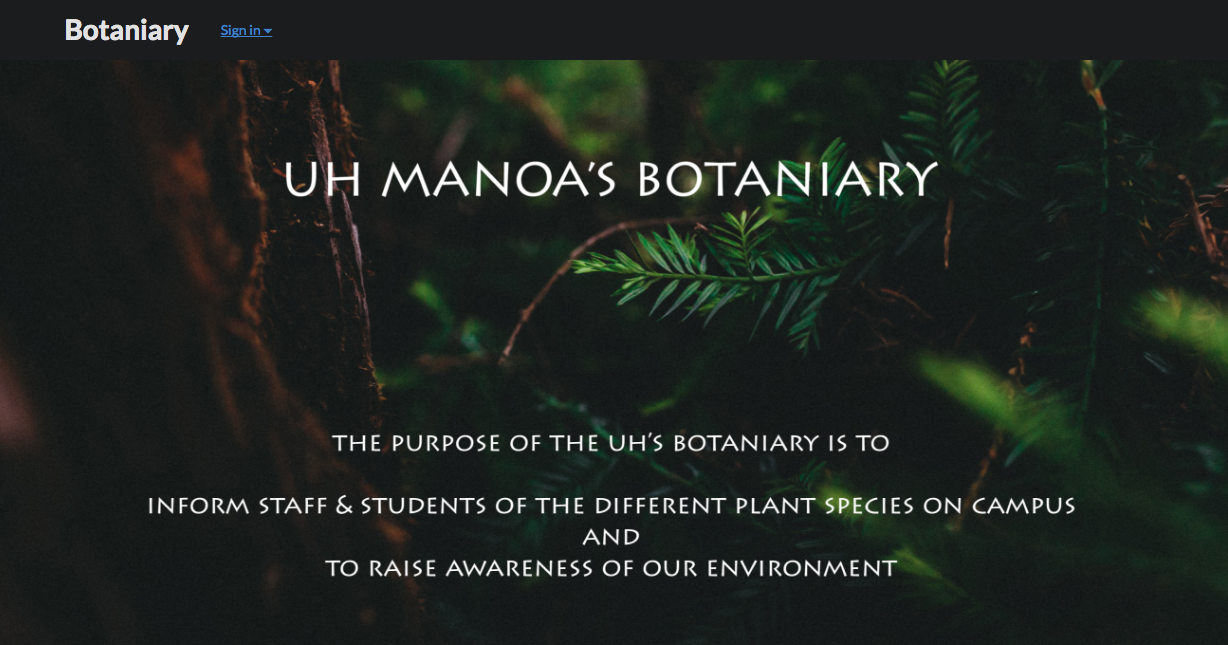 Botaniary
Sign in
UH MANOA'S BOTANIARY
THE PURPOSE OF THE UH'S BOTANIARY IS TO
INFORM STAFF & STUDENTS OF THE DIFFERENT PLANT SPECIES ON CAMPUS
AND
TO RAISE AWARENESS OF OUR ENVIRONMENT